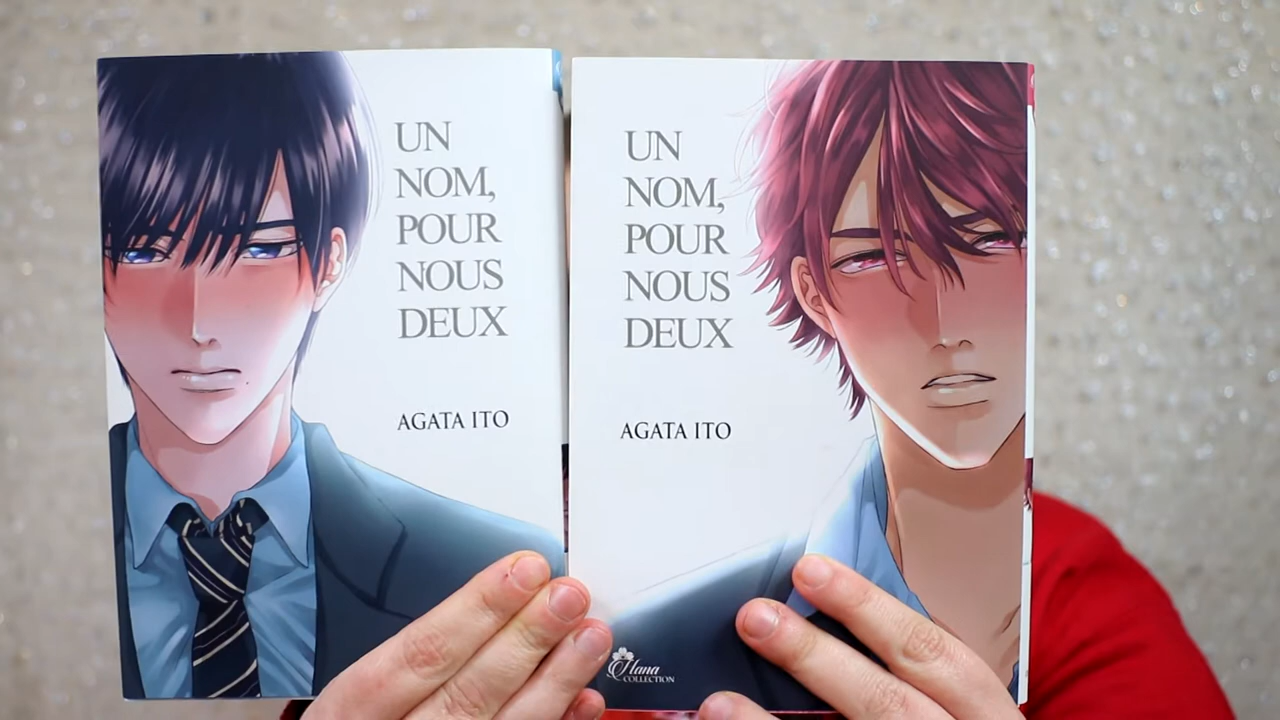 UN
NOM,
POUR
NOUS
DEUX
AGATA ITO
UN
NOM,
POUR
NOUS
DEUX
AGATA ITO
Hana
COLLECTION